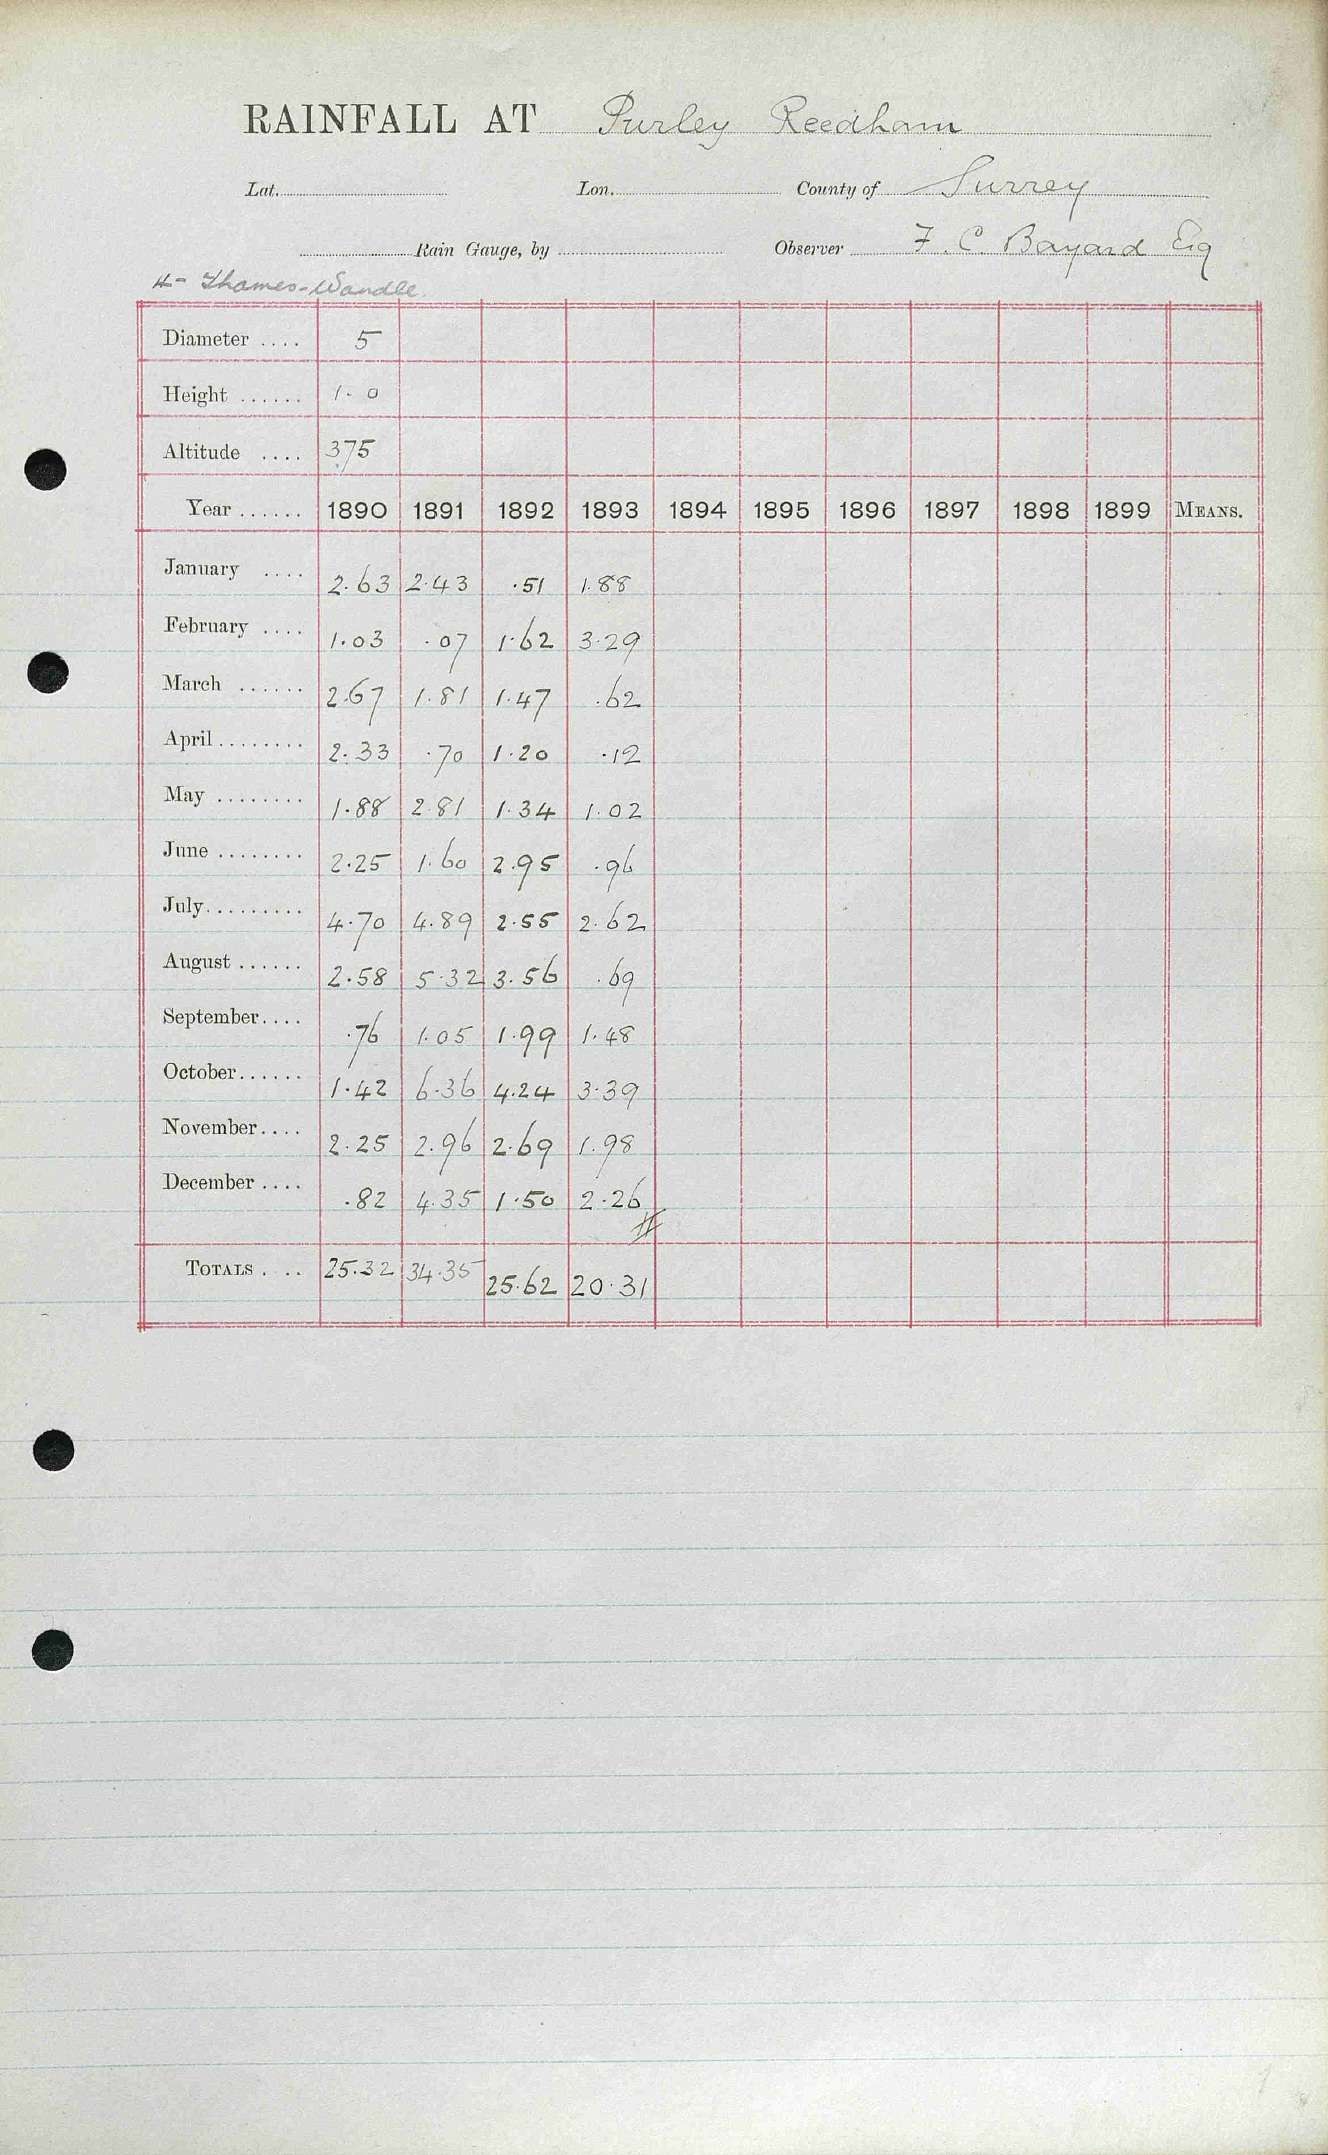 RAINFALL AT Purley Reedham
Lat. Lon. County of Surrey
Rain Gauge, by Observer F. C. Bayard Esq
4- Thames-Wandle.
Diameter .... 5
Height ...... 1-0
Altitude .... 375
Year ...... 1890 1891 1892 1893 1894 1895 1896 1897 1898 1899 MEANS.
January .... 2.63 2.43 .51 1.88
February .... 1.03 .07 1.62 3.29
March ...... 2.67 1.81 1.47 .62
April ........ 2.33 .70 1.20 .12
May ........ 1.88 2.81 1.34 1.02
June ........ 2.25 1.60 2.95 .96
July......... 4.70 4.89 2.55 2.62
August ...... 2.58 5.32 3.56 .69
September.... .76 1.05 1.99 1.48
October...... 1.42 6.36 4.24 3.39
November.... 2.25 2.96 2.69 1.98
December .... .82 4.35 1.50 2.26
TOTALS . .. 25.32 34.35 25.62 20.31